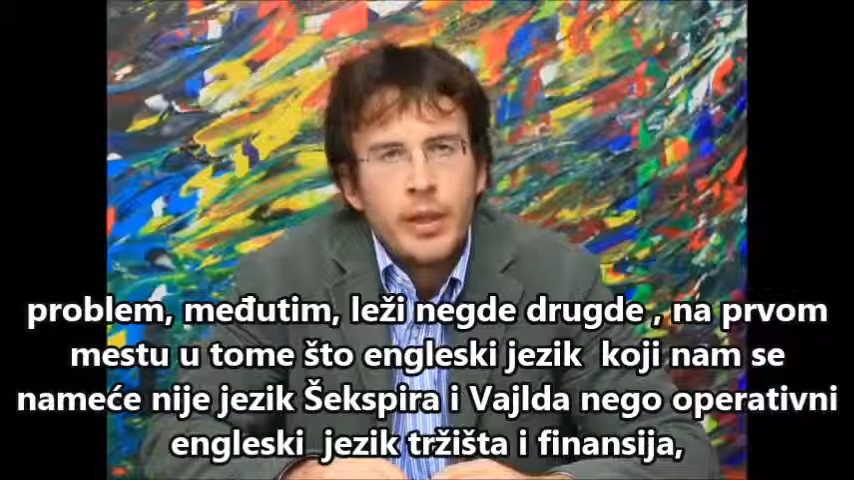 problem, međutim, leži negde drugde , na prvom
mestu u tome što engleski jezik  koji nam se
nameće nije jezik Šekspira i Vajlda nego operativni
engleski  jezik tržišta i finansija,